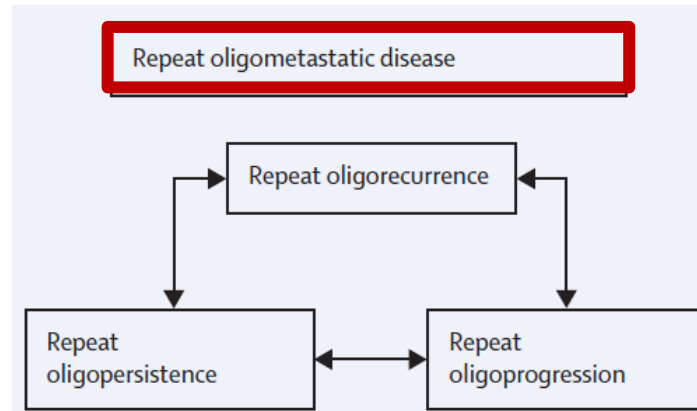 Repeat oligometastatic disease
Repeat oligorecurrence
Repeat
oligopersistence
Repeat
oligoprogression